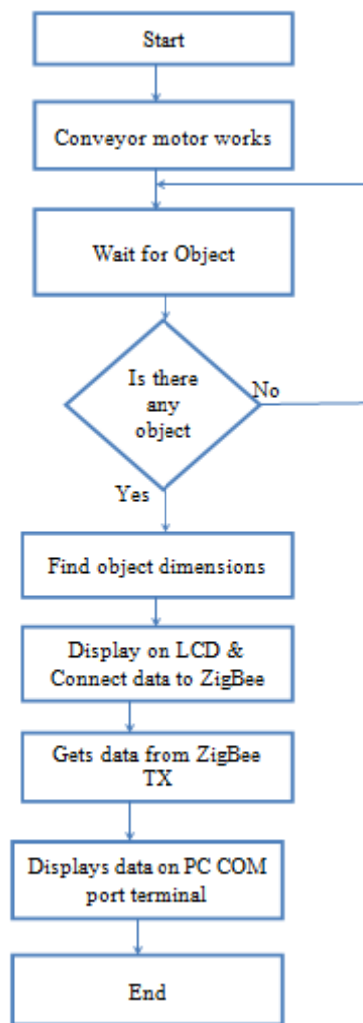 Start
Conveyor motor works
Wait for Object
Is there
any
object
No
Yes
Find object dimensions
Display on LCD &
Connect data to ZigBee
Gets data from ZigBee
TX
Displays data on PC COM
port terminal
End